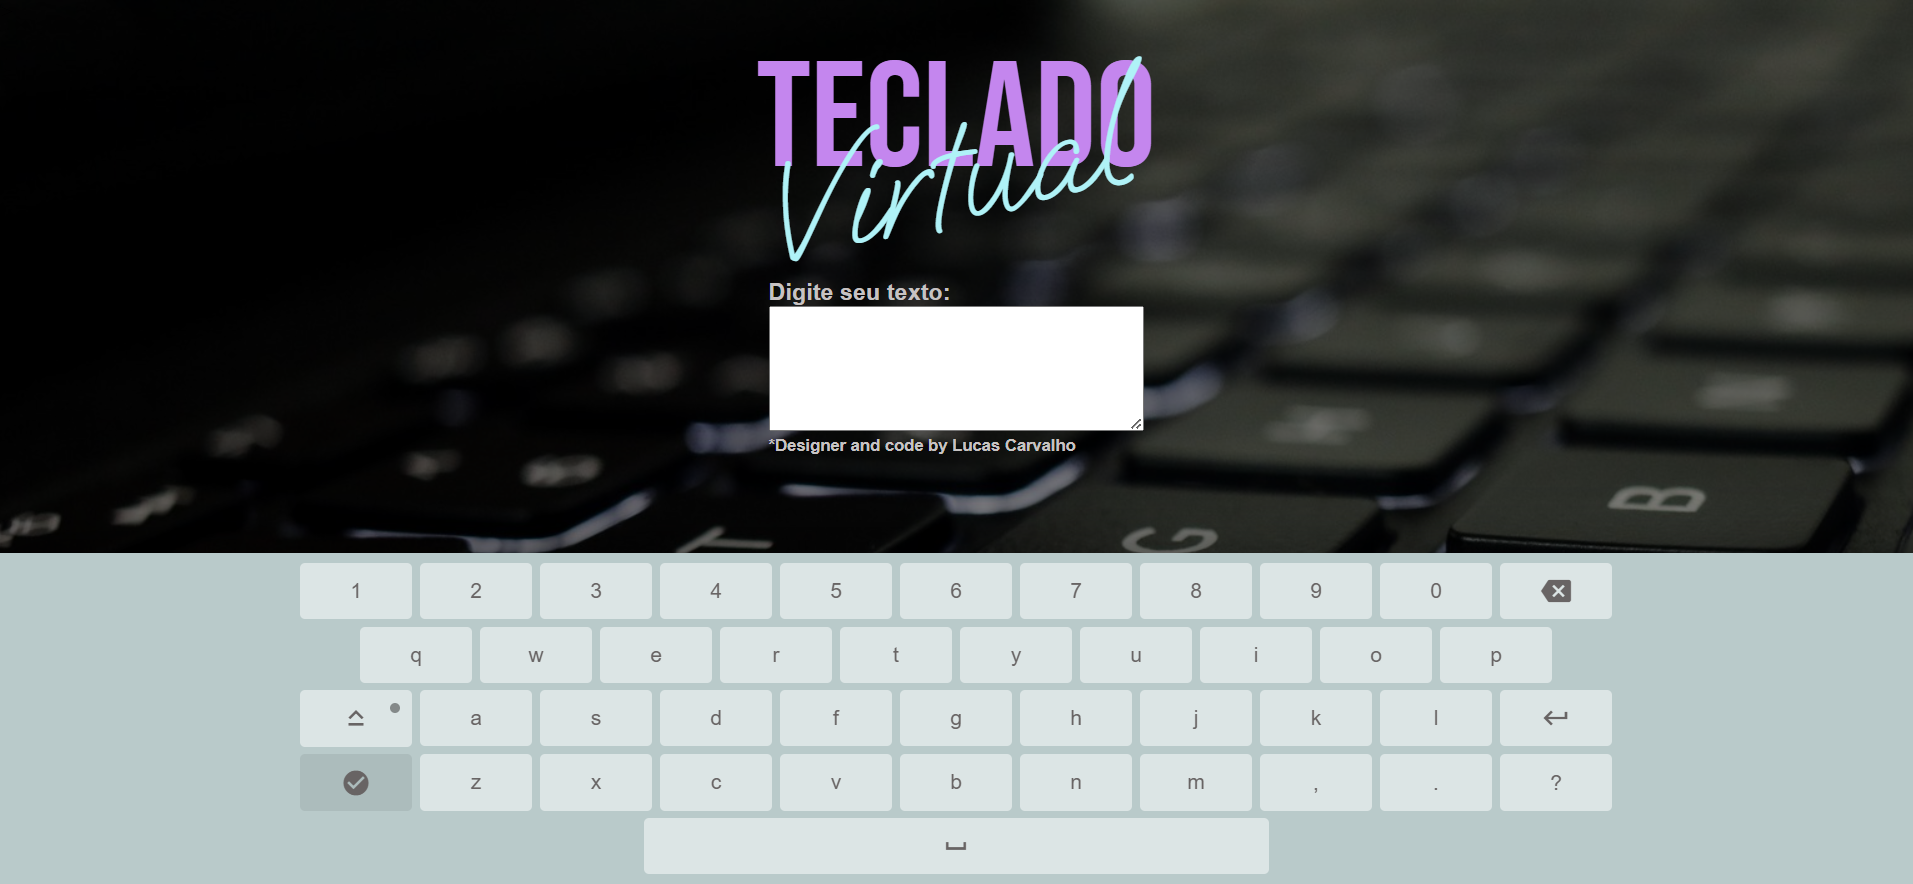 TECLADO
Virtual
Digite seu texto:
*Designer and code by Lucas Carvalho
T G B
1 2 3 4 5 6 7 8 9 0
q w e r t y u i o p
a s d f g h j k l
z x c v b n m , . ?